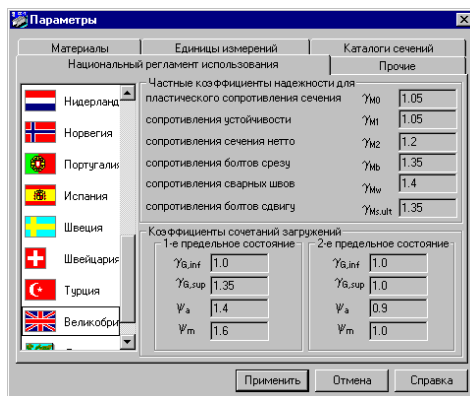 Параметры
Материалы
Единицы измерений
Каталоги сечений
Национальный регламент использования
Прочие
Нидерланд
Норвегия
Португалия
Испания
Швеция
Швейцария
Турция
Великобри
Частные коэффициенты надежности для
пластического сопротивления сечения γM0 1.05
сопротивления устойчивости γM1 1.05
сопротивления сечения нетто γM2 1.2
сопротивления болтов срезу γMb 1.35
сопротивления сварных швов γMw 1.4
сопротивления болтов сдвигу γMs,ult 1.35
Коэффициенты сочетаний загружений
1-е предельное состояние
γG,inf 1.0
γG,sup 1.35
Ψa 1.4
Ψm 1.6
2-е предельное состояние
γG,inf 1.0
γG,sup 1.0
Ψa 0.9
Ψm 1.0
Применить
Отмена
Справка